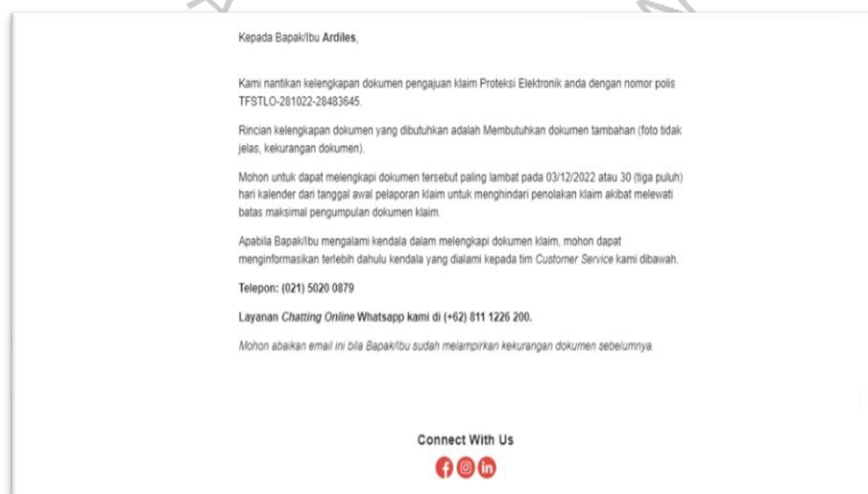 Kepada Bapak/Ibu Ardiles,
Kami nantikan kelengkapan dokumen pengajuan klaim Proteksi Elektronik anda dengan nomor polis
TFSTLO-281022-28483645.
Rincian kelengkapan dokumen yang dibutuhkan adalah Membutuhkan dokumen tambahan (foto tidak
jelas, kekurangan dokumen).
Mohon untuk dapat melengkapi dokumen tersebut paling lambat pada 03/12/2022 atau 30 (tiga puluh)
hari kalender dari tanggal awal pelaporan klaim untuk menghindari penolakan klaim akibat melewati
batas maksimal pengumpulan dokumen klaim.
Apabila Bapak/Ibu mengalami kendala dalam melengkapi dokumen klaim, mohon dapat
menginformasikan terlebih dahulu kendala yang dialami kepada tim Customer Service kami dibawah.
Telepon: (021) 5020 0879
Layanan Chatting Online Whatsapp kami di (+62) 811 1226 200.
Mohon abaikan email ini bila Bapak/Ibu sudah melampirkan kekurangan dokumen sebelumnya.
Connect With Us